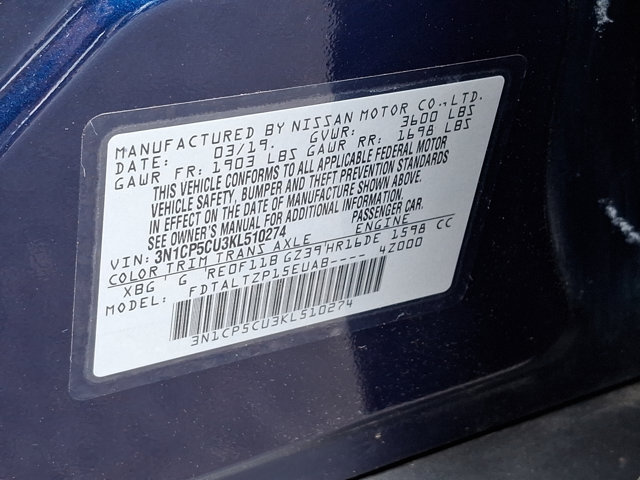 MANUFACTURED BY NISSAN MOTOR CO.,LTD.
DATE: 03/19. GVWR: 3600 LBS
GAWR FR: 1903 LBS GAWR RR: 1698 LBS
THIS VEHICLE CONFORMS TO ALL APPLICABLE FEDERAL MOTOR
VEHICLE SAFETY, BUMPER AND THEFT PREVENTION STANDARDS
IN EFFECT ON THE DATE OF MANUFACTURE SHOWN ABOVE.
SEE OWNER'S MANUAL FOR ADDITIONAL INFORMATION.
VIN: 3N1CP5CU3KL510274 PASSENGER CAR.
COLOR TRIM TRANS AXLE ENGINE
XBG G RE0F11B GZ39 HR16DE 1598 CC
MODEL: FDTALTZP15EUAB---- 4Z000
3N1CP5CU3KL510274